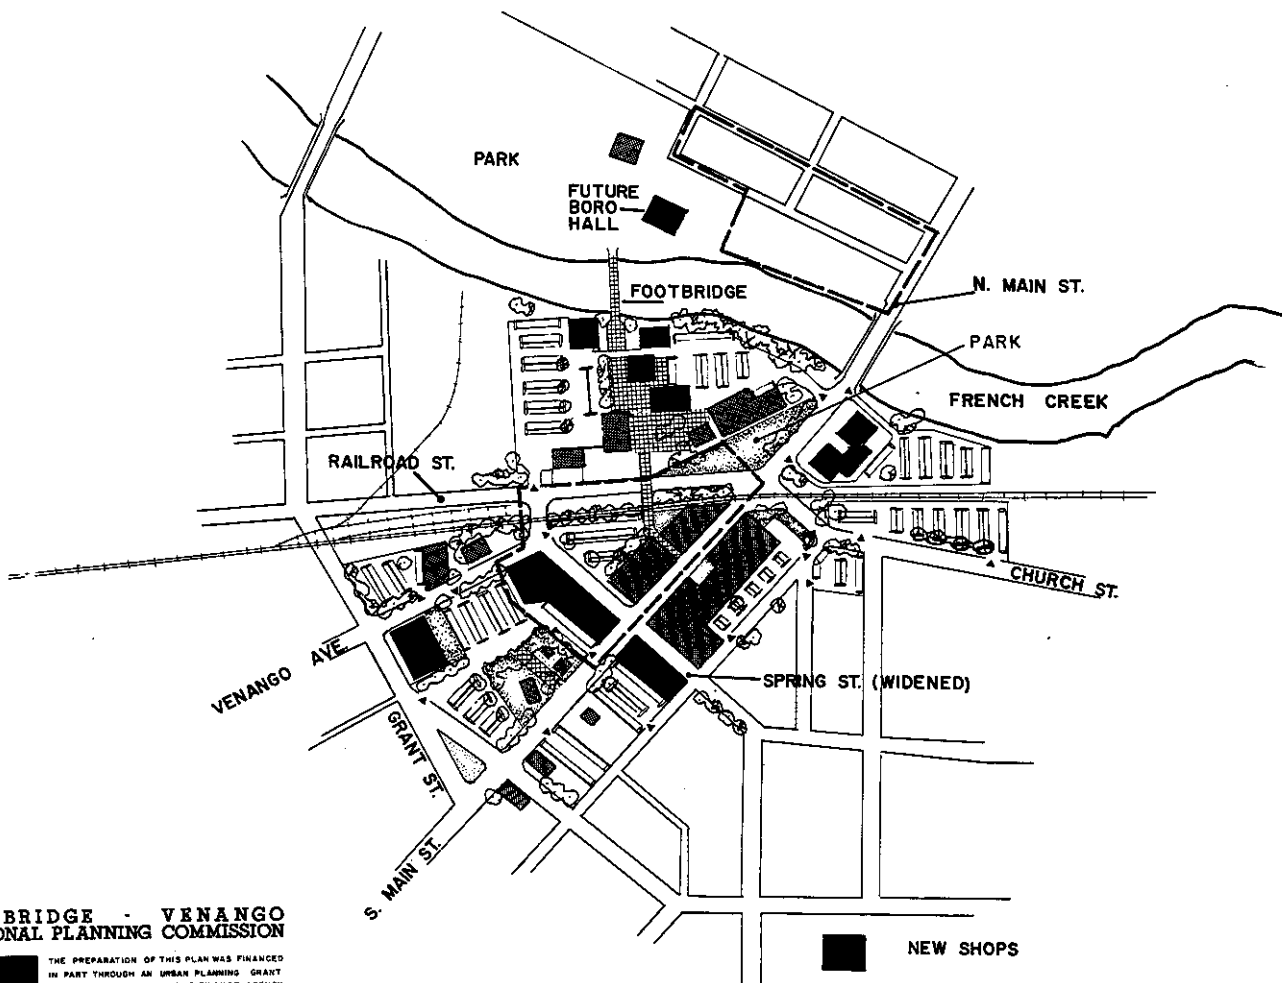 PARK
FUTURE
BORO
HALL
FOOTBRIDGE
N. MAIN ST.
PARK
FRENCH CREEK
RAILROAD ST.
CHURCH ST.
VENANGO AVE.
SPRING ST. (WIDENED)
GRANT ST.
S. MAIN ST.
BRIDGE - VENANGO
ONAL PLANNING COMMISSION
THE PREPARATION OF THIS PLAN WAS FINANCED
IN PART THROUGH AN URBAN PLANNING GRANT
NEW SHOPS